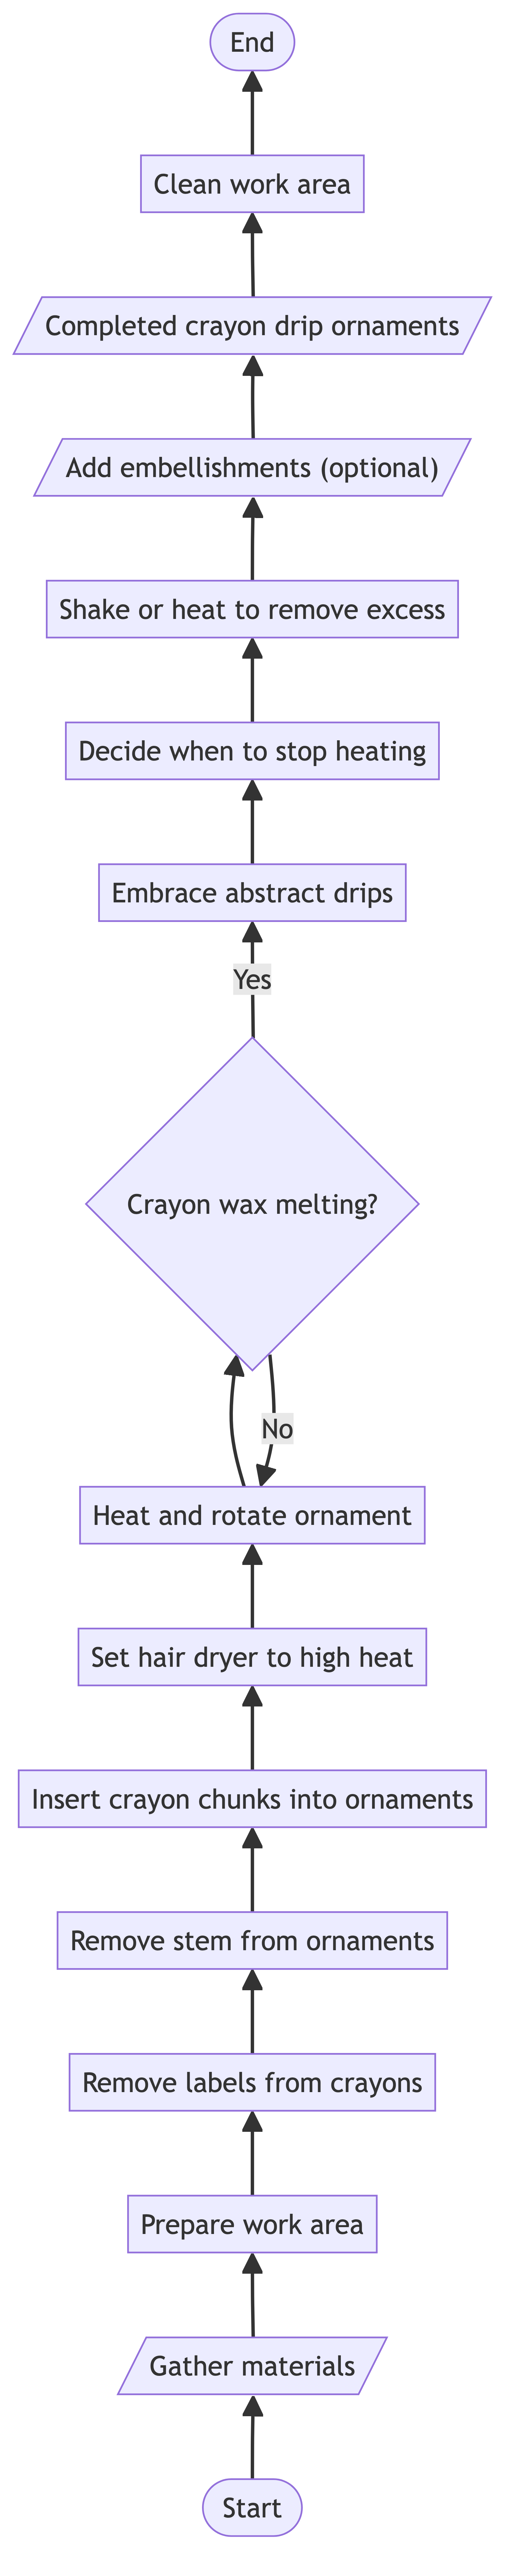 End
Clean work area
Completed crayon drip ornaments
Add embellishments (optional)
Shake or heat to remove excess
Decide when to stop heating
Embrace abstract drips
Yes
Crayon wax melting?
No
Heat and rotate ornament
Set hair dryer to high heat
Insert crayon chunks into ornaments
Remove stem from ornaments
Remove labels from crayons
Prepare work area
Gather materials
Start